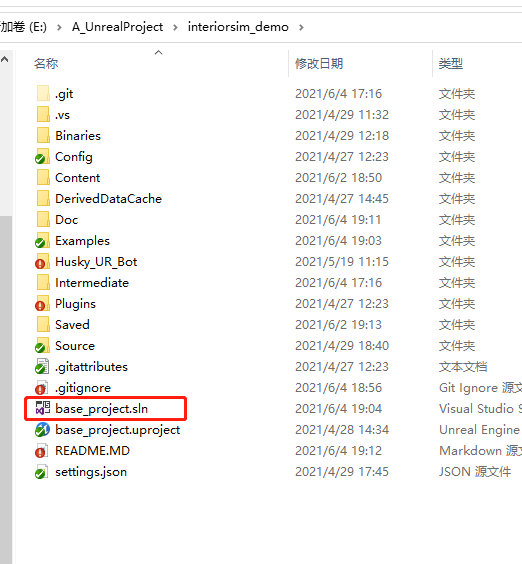 加卷 (E:) › A_UnrealProject › interiorsim_demo ›
名称 修改日期 类型
.git 2021/6/4 17:16 文件夹
.vs 2021/4/29 11:32 文件夹
Binaries 2021/4/29 12:18 文件夹
Config 2021/4/27 12:23 文件夹
Content 2021/6/2 18:50 文件夹
DerivedDataCache 2021/4/27 14:45 文件夹
Doc 2021/6/4 19:11 文件夹
Examples 2021/6/4 19:03 文件夹
Husky_UR_Bot 2021/5/19 11:15 文件夹
Intermediate 2021/6/4 17:16 文件夹
Plugins 2021/4/27 12:23 文件夹
Saved 2021/6/2 19:13 文件夹
Source 2021/4/29 18:40 文件夹
.gitattributes 2021/4/27 12:23 文本文档
.gitignore 2021/6/4 18:56 Git Ignore 源文
base_project.sln 2021/6/4 19:04 Visual Studio S
base_project.uproject 2021/4/28 14:34 Unreal Engine
README.MD 2021/6/4 19:12 Markdown 源文
settings.json 2021/4/29 17:45 JSON 源文件